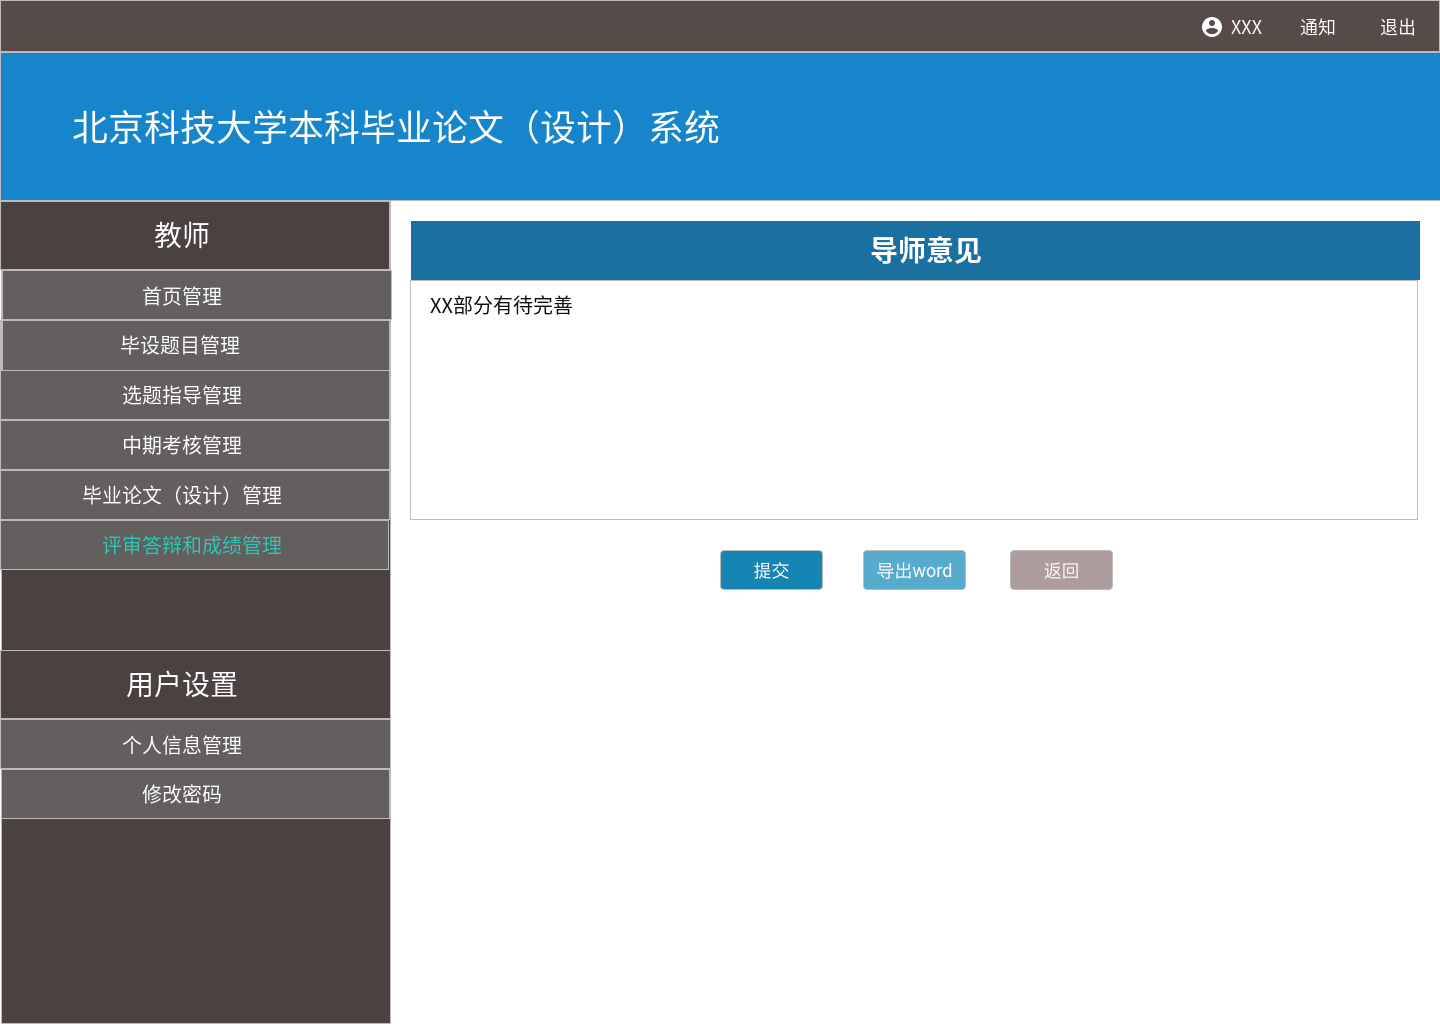 XXX 通知 退出
北京科技大学本科毕业论文（设计）系统
教师
首页管理
毕设题目管理
选题指导管理
中期考核管理
毕业论文（设计）管理
评审答辩和成绩管理
用户设置
个人信息管理
修改密码
导师意见
XX部分有待完善
提交 导出word 返回